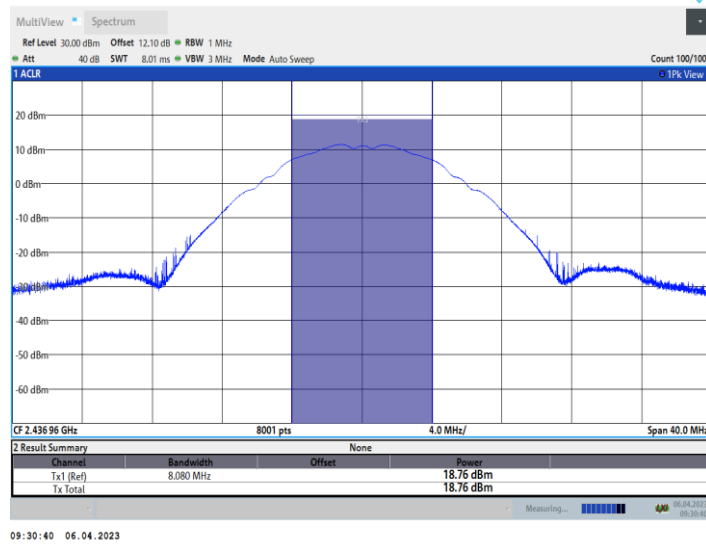 MultiView Spectrum
Ref Level 30.00 dBm Offset 12.10 dB RBW 1 MHz
Att 40 dB SWT 8.01 ms VBW 3 MHz Mode Auto Sweep Count 100/100
1 ACLR 1Pk View
20 dBm
10 dBm
0 dBm
-10 dBm
-20 dBm
-30 dBm
-40 dBm
-50 dBm
-60 dBm
CF 2.436 96 GHz 8001 pts 4.0 MHz/ Span 40.0 MHz
2 Result Summary None
Channel Bandwidth Offset Power
Tx1 (Ref) 8.080 MHz 18.76 dBm
Tx Total 18.76 dBm
Measuring... 06.04.2023
09:30:40
09:30:40 06.04.2023